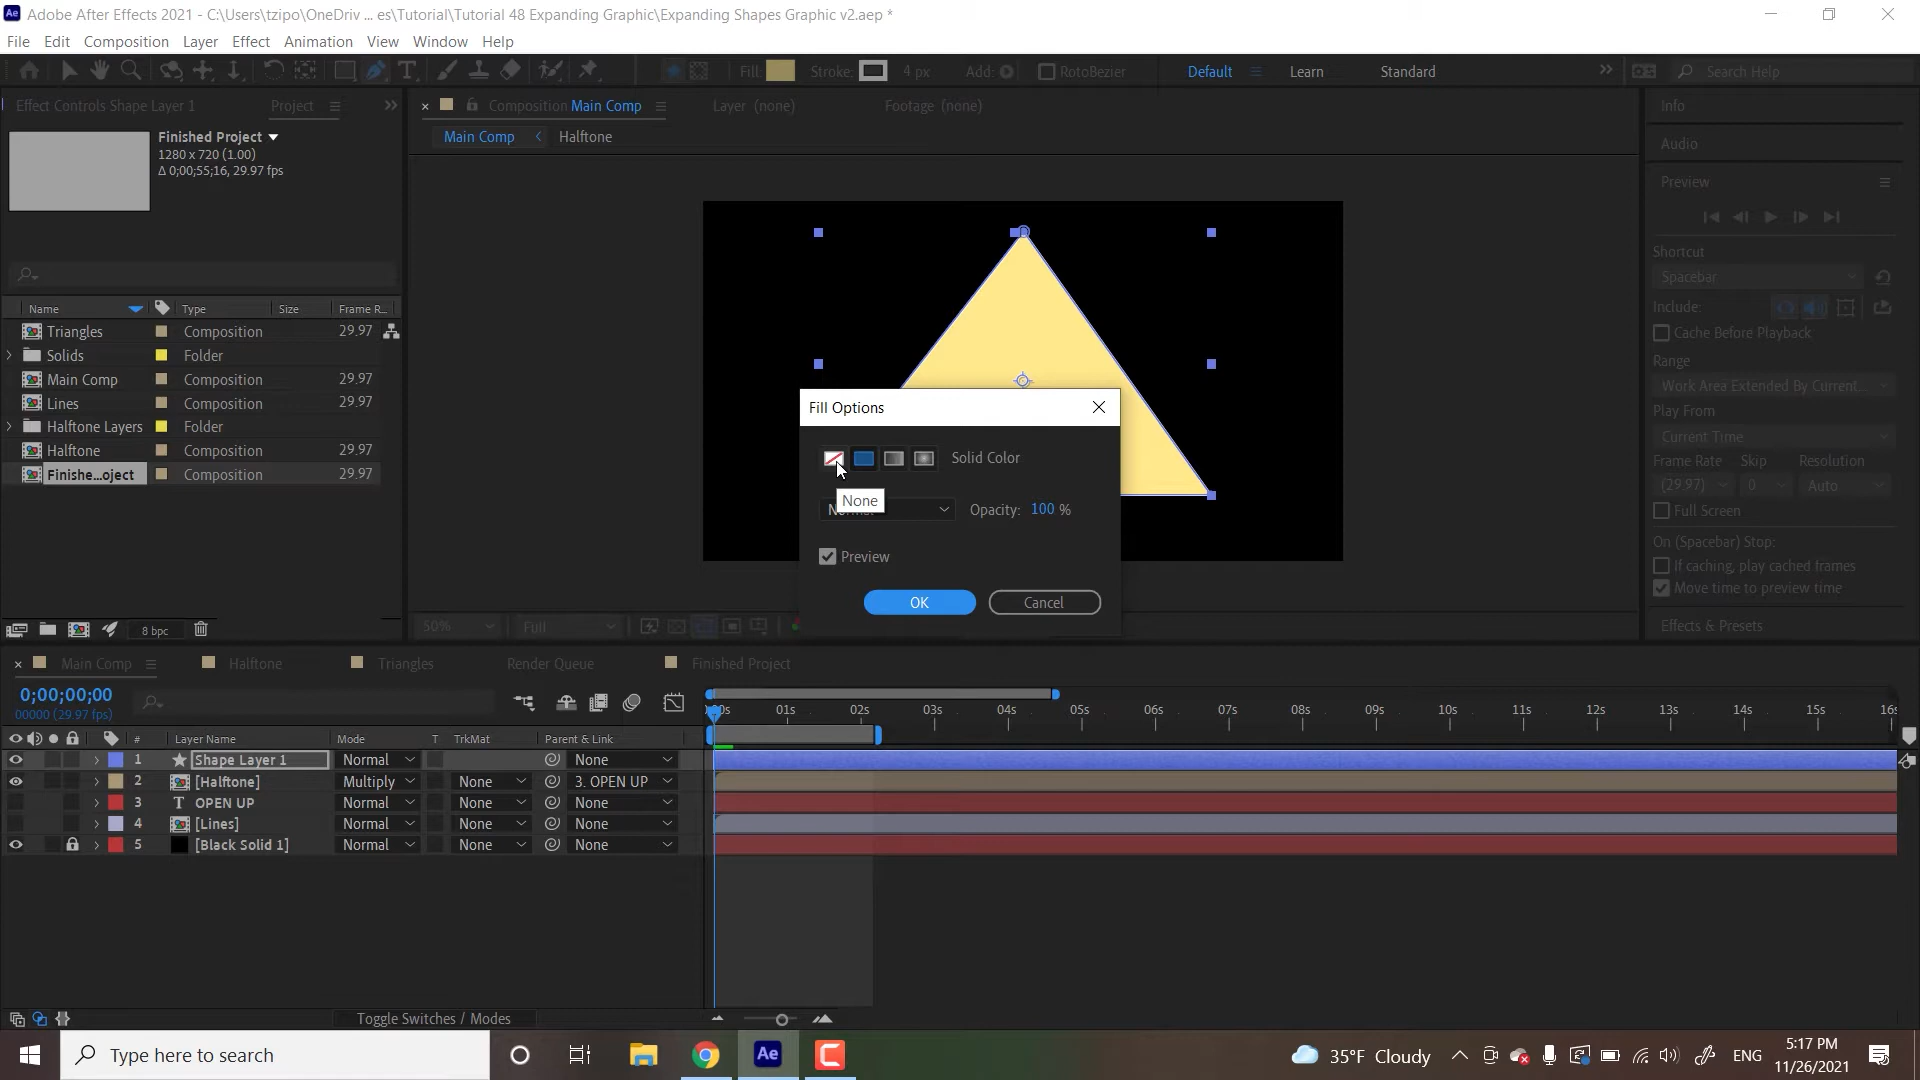 Adobe After Effects 2021 - C:\Users\tzipo\OneDriv ... es\Tutorial\Tutorial 48 Expanding Graphic\Expanding Shapes Graphic v2.aep *
File Edit Composition Layer Effect Animation View Window Help
Fill: Stroke: 4 px Add: RotoBezier Default Learn Standard Search Help
Effect Controls Shape Layer 1 Project
Composition Main Comp Layer (none) Footage (none)
Main Comp Halftone
Finished Project
1280 x 720 (1.00)
Δ 0;00;55;16, 29.97 fps
Name Type Size Frame R...
Triangles Composition 29.97
Solids Folder
Main Comp Composition 29.97
Lines Composition 29.97
Halftone Layers Folder
Halftone Composition 29.97
Finishe...oject Composition 29.97
8 bpc
Fill Options
Solid Color
None
Opacity: 100 %
Preview
OK Cancel
50% Full
Info
Audio
Preview
Shortcut
Spacebar
Include:
Cache Before Playback
Range
Work Area Extended By Current...
Play From
Current Time
Frame Rate Skip Resolution
(29.97) 0 Auto
Full Screen
On (Spacebar) Stop:
If caching, play cached frames
Move time to preview time
Effects & Presets
Main Comp Halftone Triangles Render Queue Finished Project
0;00;00;00
00000 (29.97 fps)
00s 01s 02s 03s 04s 05s 06s 07s 08s 09s 10s 11s 12s 13s 14s 15s 16s
# Layer Name Mode T TrkMat Parent & Link
1 Shape Layer 1 Normal None
2 [Halftone] Multiply None 3. OPEN UP
3 T OPEN UP Normal None None
4 [Lines] Normal None None
5 [Black Solid 1] Normal None None
Toggle Switches / Modes
Type here to search
Ae
35°F Cloudy
ENG
5:17 PM
11/26/2021